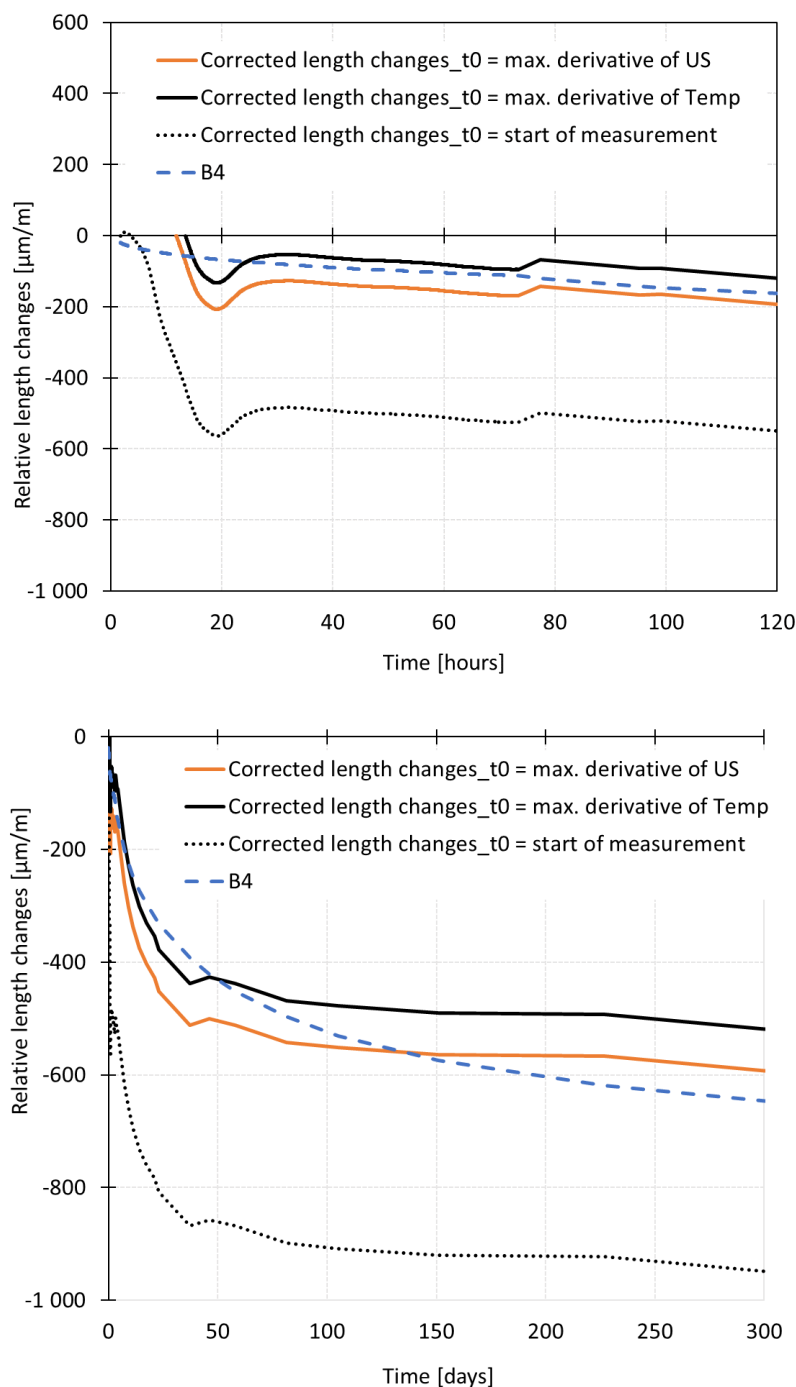 600
Corrected length changes_t0 = max. derivative of US
400
Corrected length changes_t0 = max. derivative of Temp
Corrected length changes_t0 = start of measurement
200
B4
0
-200
-400
-600
-800
-1 000
Relative length changes [µm/m]
0 20 40 60 80 100 120
Time [hours]
0
Corrected length changes_t0 = max. derivative of US
Corrected length changes_t0 = max. derivative of Temp
-200
Corrected length changes_t0 = start of measurement
B4
-400
-600
-800
-1 000
Relative length changes [µm/m]
0 50 100 150 200 250 300
Time [days]